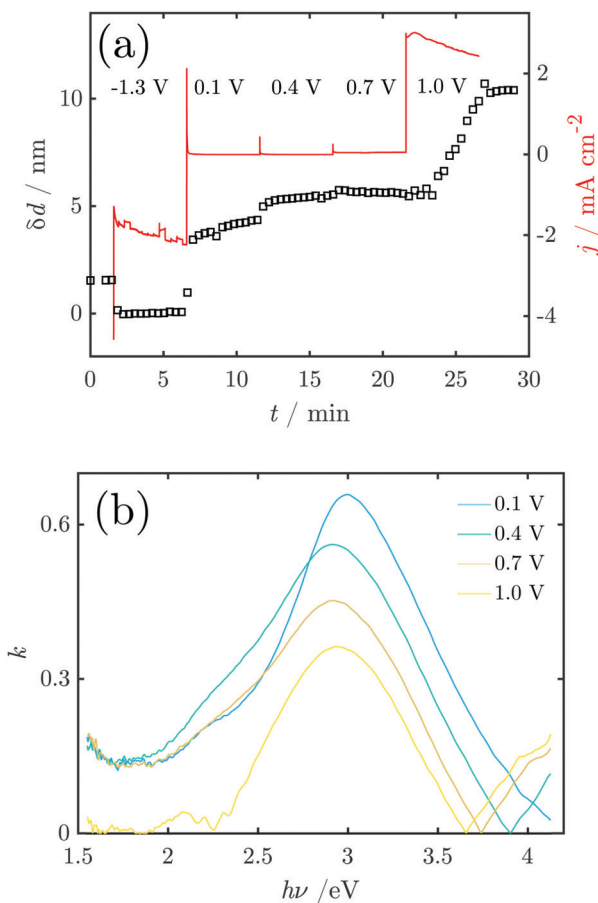 (a)
-1.3 V 0.1 V 0.4 V 0.7 V 1.0 V
10
5
0
δd / nm
2
0
-2
-4
j / mA cm⁻²
0 5 10 15 20 25 30
t / min
(b)
0.1 V
0.4 V
0.7 V
1.0 V
0.6
0.3
0
k
1.5 2 2.5 3 3.5 4
hν /eV